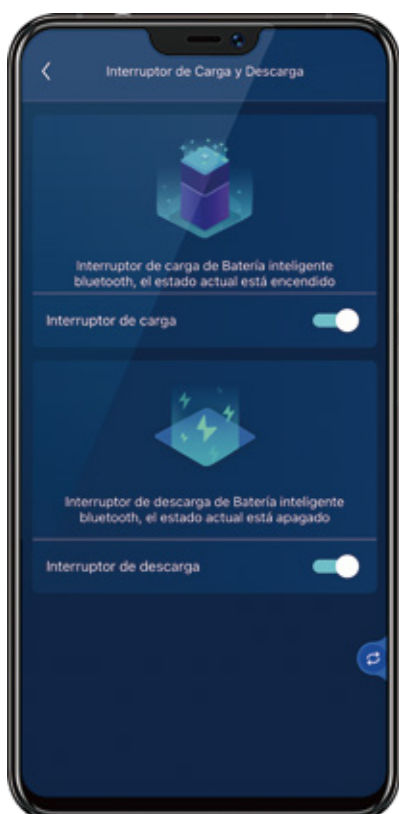 Interruptor de Carga y Descarga
Interruptor de carga de Batería inteligente
bluetooth, el estado actual está encendido
Interruptor de carga
Interruptor de descarga de Batería inteligente
bluetooth, el estado actual está apagado
Interruptor de descarga